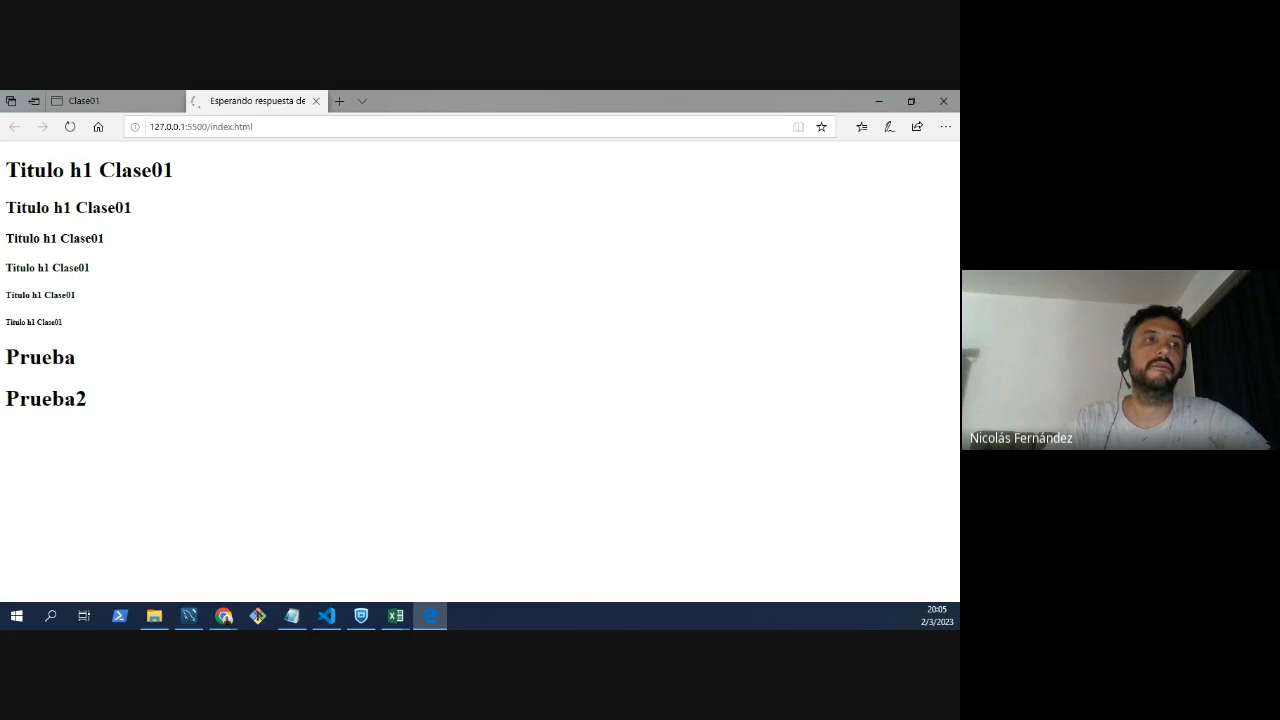 Clase01
Esperando respuesta de
127.0.0.1:5500/index.html
Titulo h1 Clase01
Titulo h1 Clase01
Titulo h1 Clase01
Titulo h1 Clase01
Titulo h1 Clase01
Titulo h1 Clase01
Prueba
Prueba2
Nicolás Fernández
20:05
2/3/2023